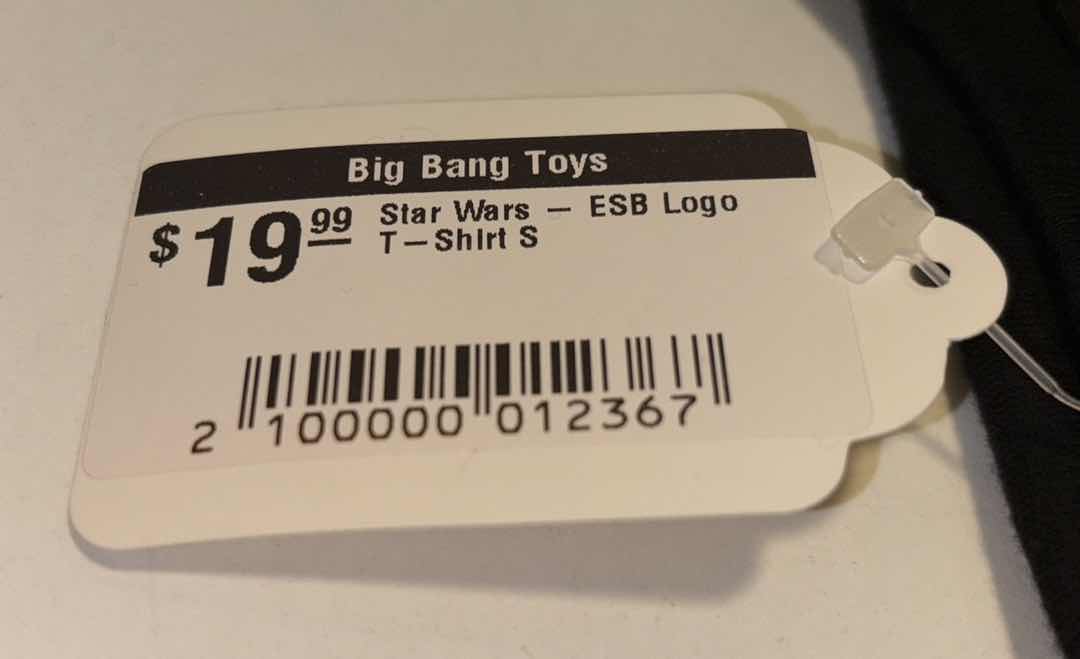 Big Bang Toys
$19.99 Star Wars — ESB Logo
T-Shirt S
2 100000 012367